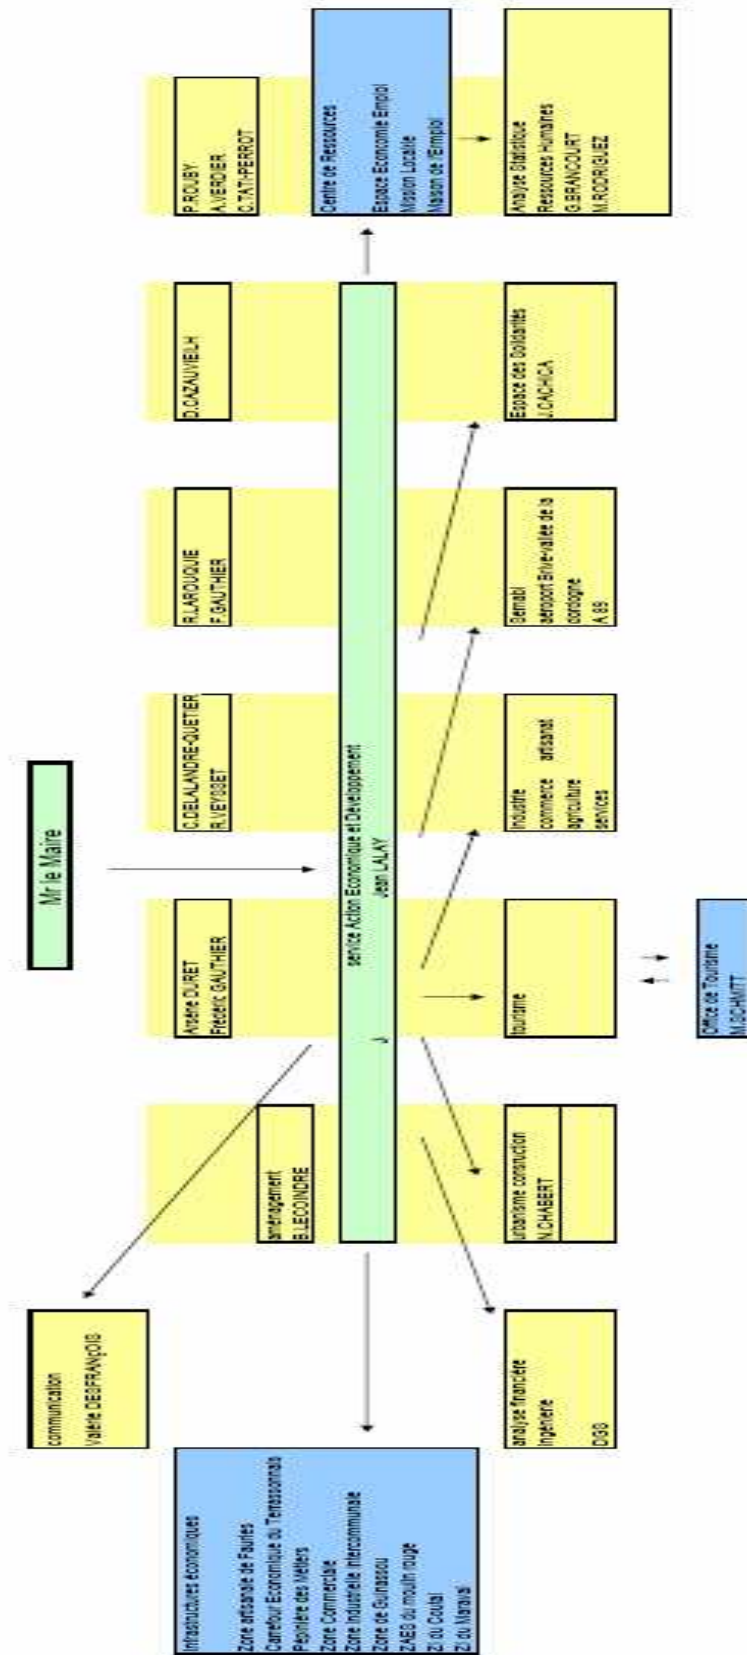 Mr le Maire
communication
Valérie DESFRANÇOIS
Infrastructures économiques
Zone artisanale de Fauries
Carrefour Economique du Terrassonnais
Pépinière des Métiers
Zone Commerciale
Zone Industrielle Intercommunale
Zone de Guinassou
ZAES du moulin rouge
ZI du Coutal
ZI du Maraval
aménagement
B.LECOINDRE
Arsène DURET
Frédéric GAUTHIER
C.DELALANDRE-QUETIER
R.VEYSSET
R.LAROUQUIE
F.GAUTHIER
D.CAZAUVIEILH
P.ROUBY
A.VERDIER
C.TATI-PERROT
service Action Economique et Développement
J Jean LALAY
Centre de Ressources
Espace Economie Emploi
Mission Locale
Maison de l'Emploi
analyse financière
Ingénierie
DGS
urbanisme construction
N.CHABERT
tourisme
Industrie
commerce artisanat
agriculture
services
aéroport Brive-vallée de la
dordogne
A 89
Espace des Solidarités
J.CACHICA
Analyse Statistique
Ressources Humaines
G.BRANCOURT
M.RODRIGUEZ
Office de Tourisme
M.SCHMITT